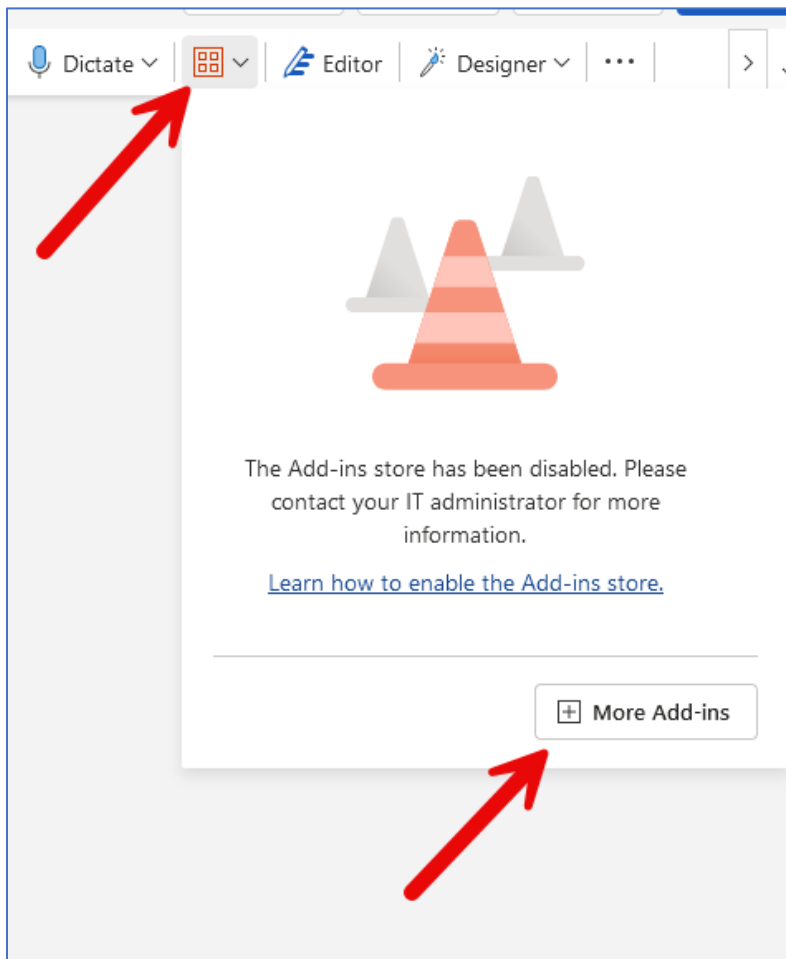 Dictate Editor Designer ...
The Add-ins store has been disabled. Please
contact your IT administrator for more
information.
Learn how to enable the Add-ins store.
More Add-ins